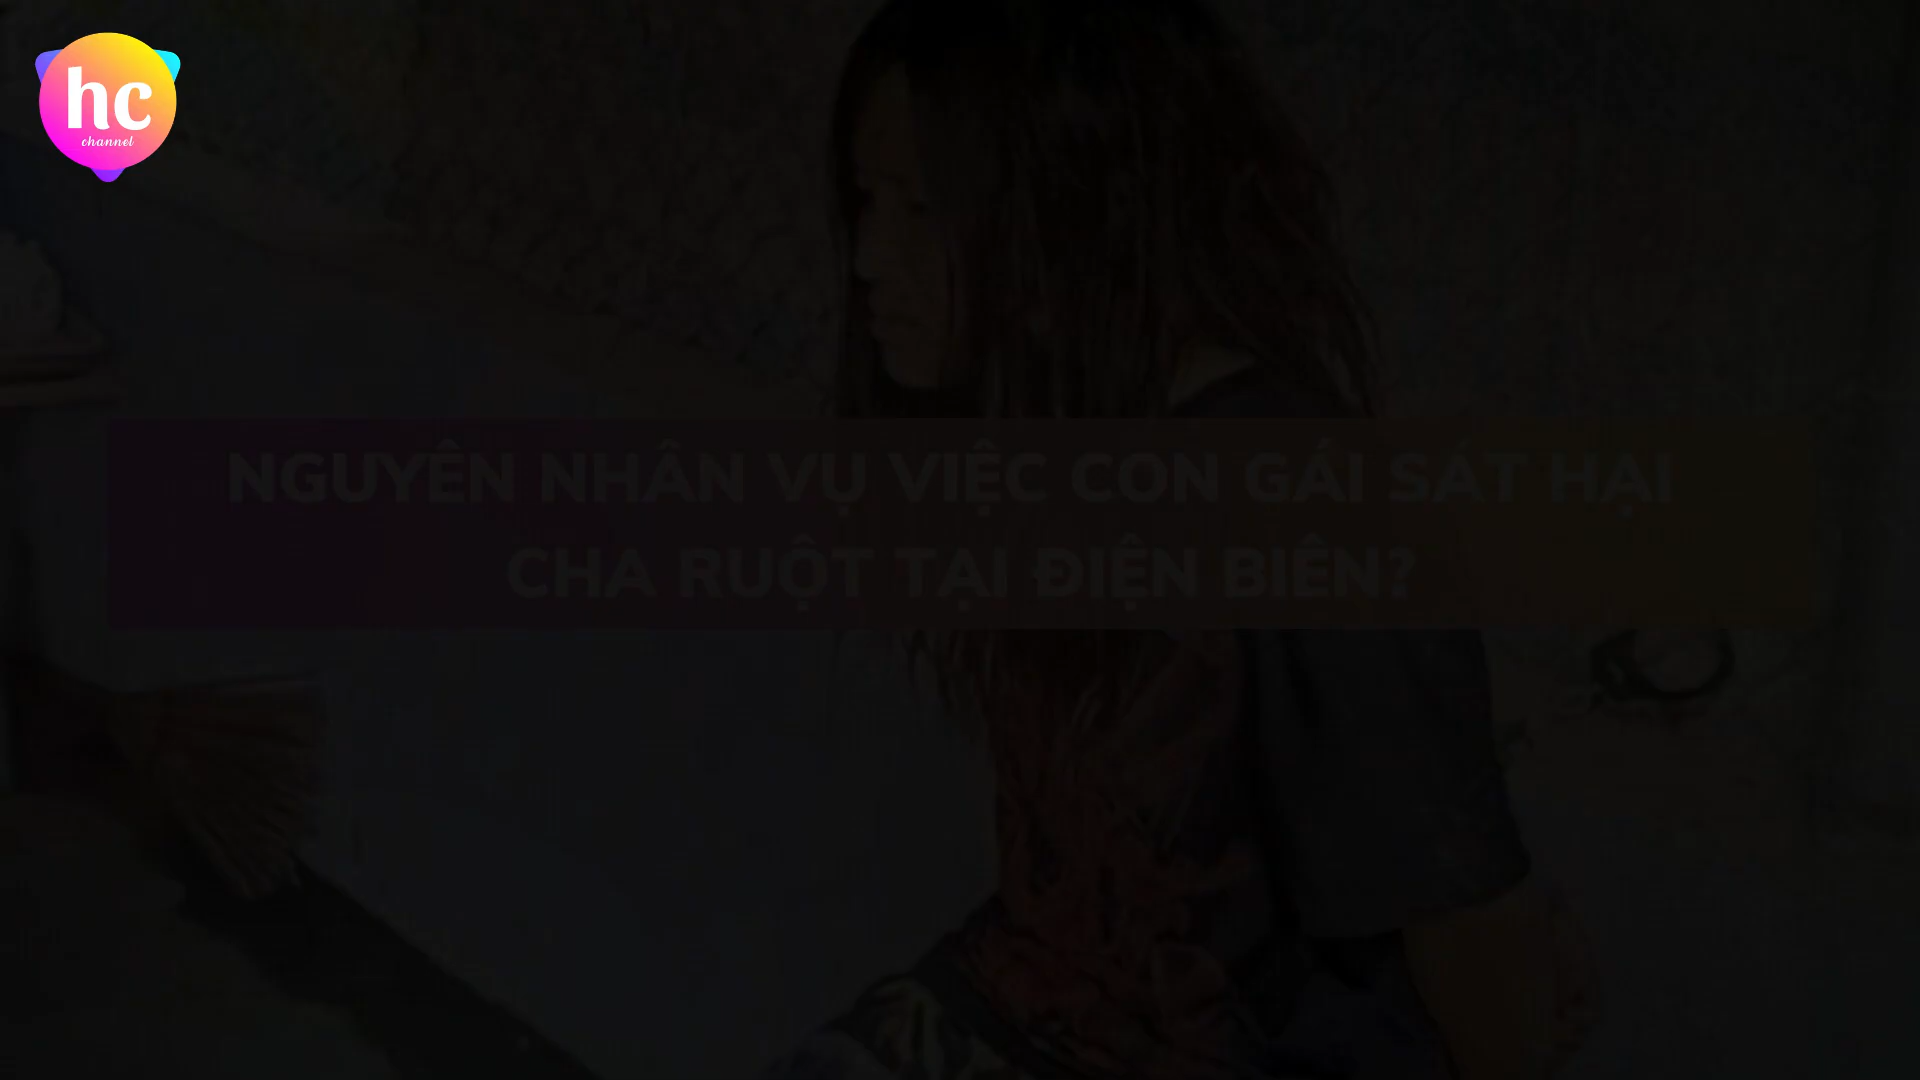 hc
channel
NGUYÊN NHÂN VỤ VIỆC CON GÁI SÁT HẠI
CHA RUỘT TẠI ĐIỆN BIÊN?